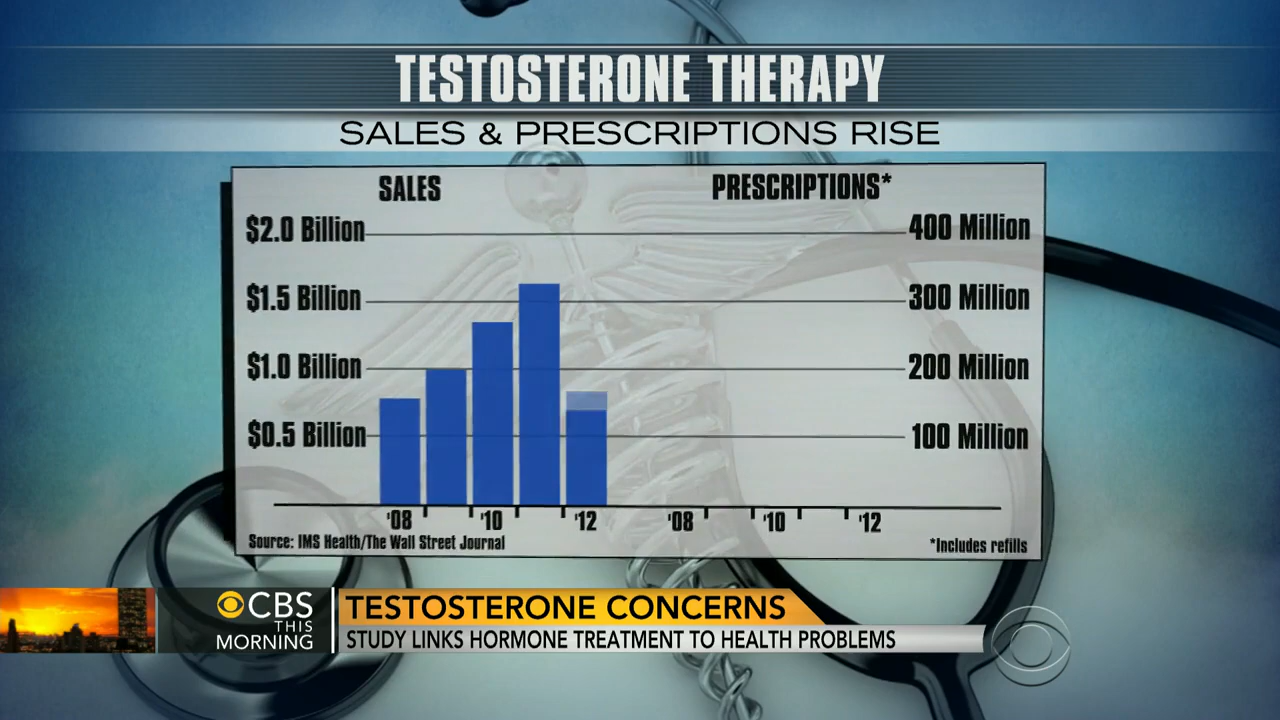 TESTOSTERONE THERAPY
SALES & PRESCRIPTIONS RISE
SALES PRESCRIPTIONS*
$2.0 Billion 400 Million
$1.5 Billion 300 Million
$1.0 Billion 200 Million
$0.5 Billion 100 Million
'08 '10 '12 '08 '10 '12
Source: IMS Health/The Wall Street Journal *Includes refills
CBS
THIS
MORNING
TESTOSTERONE CONCERNS
STUDY LINKS HORMONE TREATMENT TO HEALTH PROBLEMS